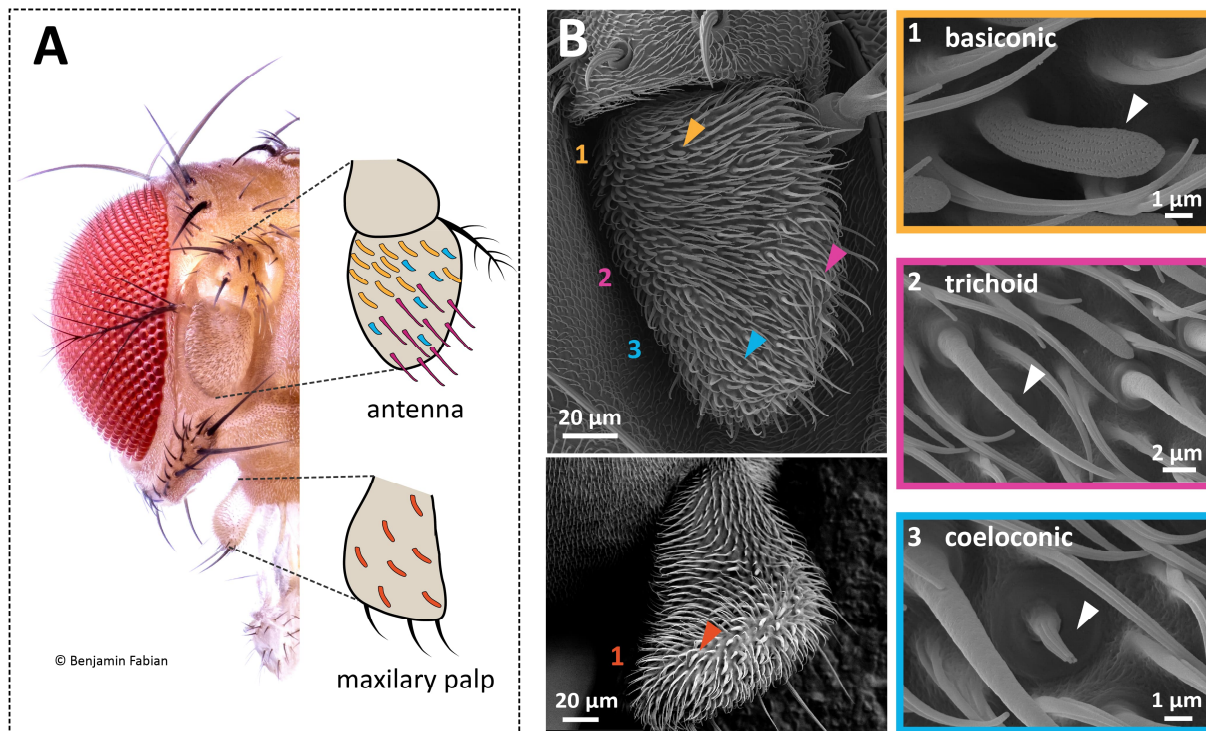 A
antenna
maxilary palp
© Benjamin Fabian
B
1
2
3
20 µm
1
20 µm
1 basiconic
1 µm
2 trichoid
2 µm
3 coeloconic
1 µm